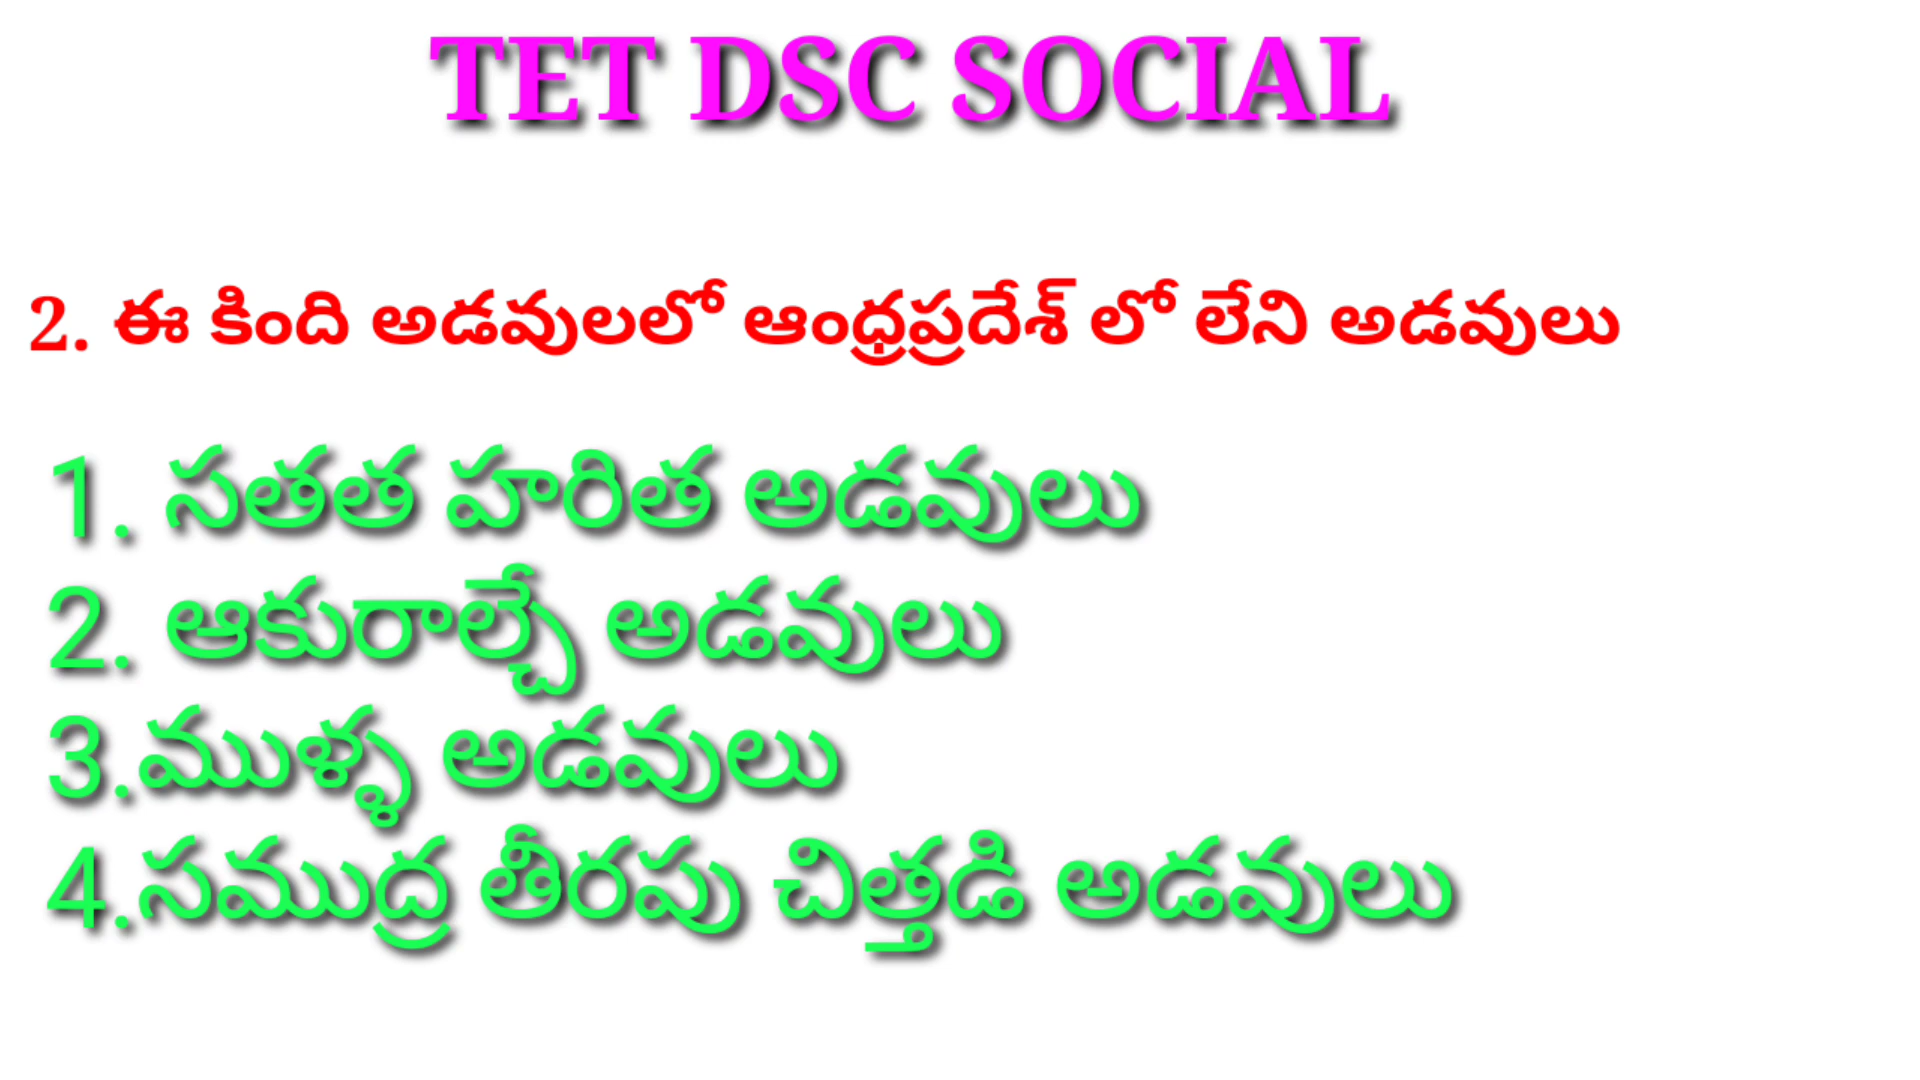 TET DSC SOCIAL
2. ఈ కింది అడవులలో ఆంధ్రప్రదేశ్ లో లేని అడవులు
1. సతత హరిత అడవులు
2. ఆకురాల్చే అడవులు
3.ముళ్ళ అడవులు
4.సముద్ర తీరపు చిత్తడి అడవులు